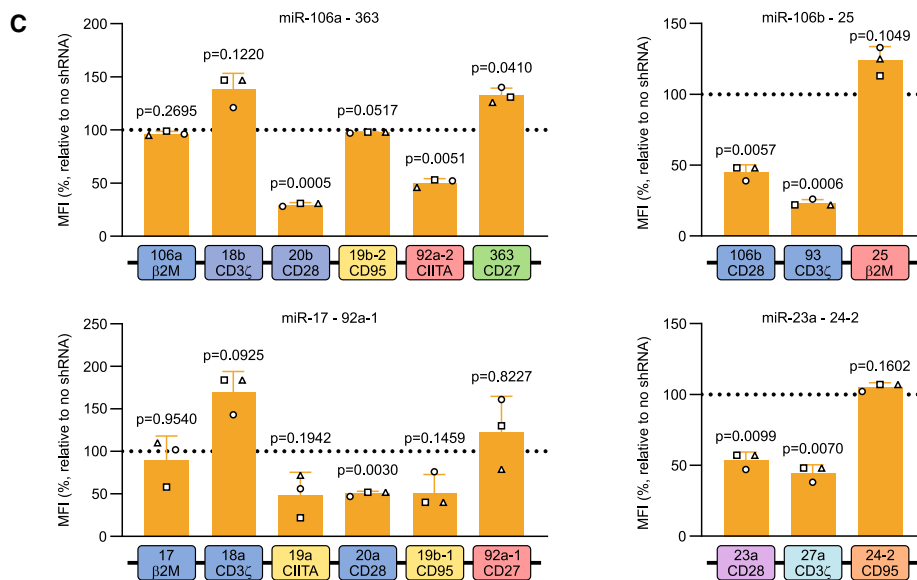 C
miR-106a - 363
MFI (%, relative to no shRNA)
200
150
100
50
0
p=0.2695
p=0.1220
p=0.0005
p=0.0517
p=0.0051
p=0.0410
106a
β2M
18b
CD3ζ
20b
CD28
19b-2
CD95
92a-2
CIITA
363
CD27
miR-106b - 25
MFI (%, relative to no shRNA)
150
100
50
0
p=0.0057
p=0.0006
p=0.1049
106b
CD28
93
CD3ζ
25
β2M
miR-17 - 92a-1
MFI (%, relative to no shRNA)
250
200
150
100
50
0
p=0.9540
p=0.0925
p=0.1942
p=0.0030
p=0.1459
p=0.8227
17
β2M
18a
CD3ζ
19a
CIITA
20a
CD28
19b-1
CD95
92a-1
CD27
miR-23a - 24-2
MFI (%, relative to no shRNA)
150
100
50
0
p=0.0099
p=0.0070
p=0.1602
23a
CD28
27a
CD3ζ
24-2
CD95